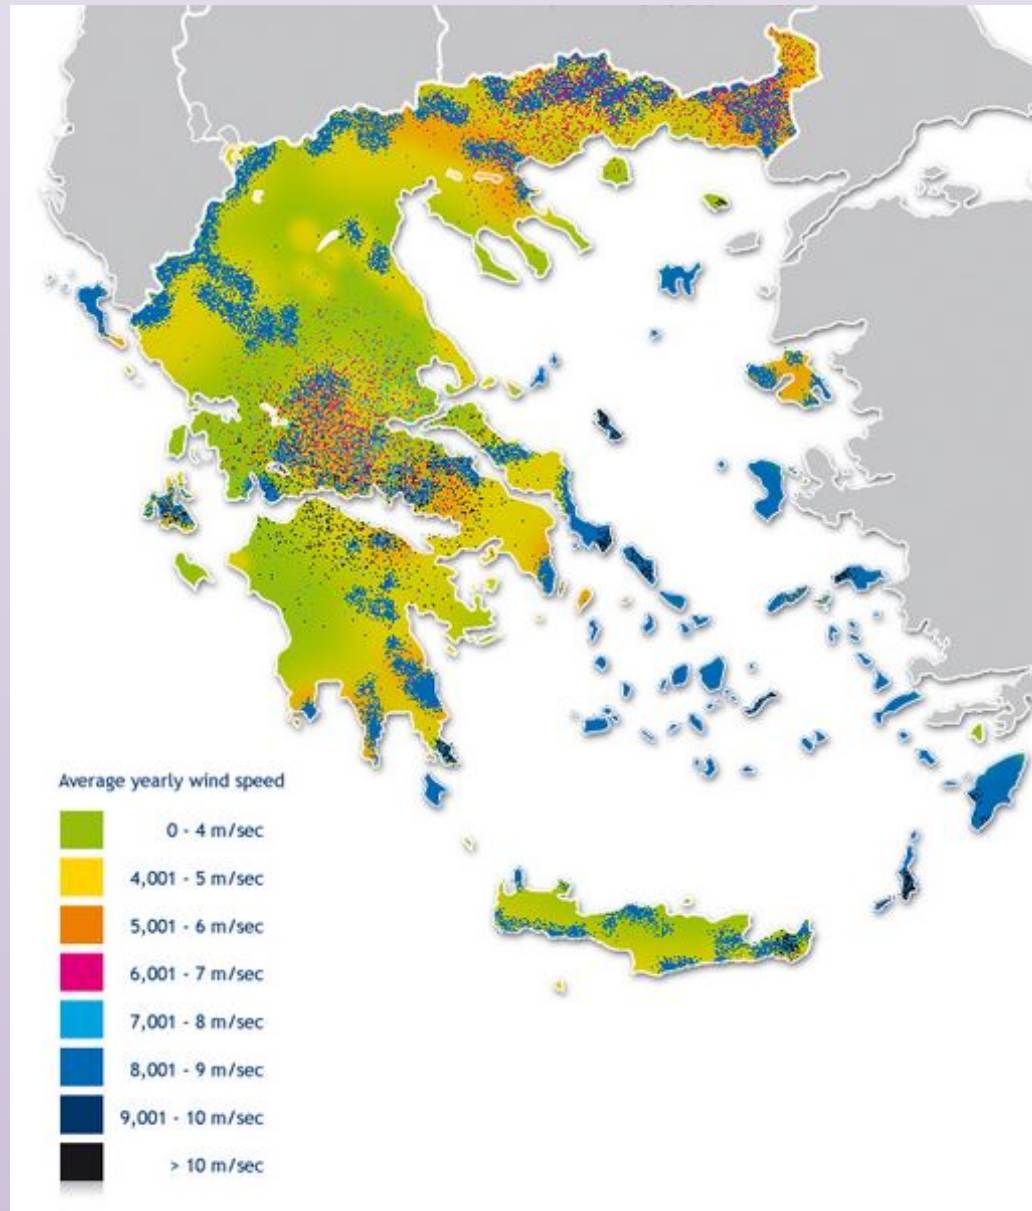 Average yearly wind speed
0 - 4 m/sec
4,001 - 5 m/sec
5,001 - 6 m/sec
6,001 - 7 m/sec
7,001 - 8 m/sec
8,001 - 9 m/sec
9,001 - 10 m/sec
> 10 m/sec